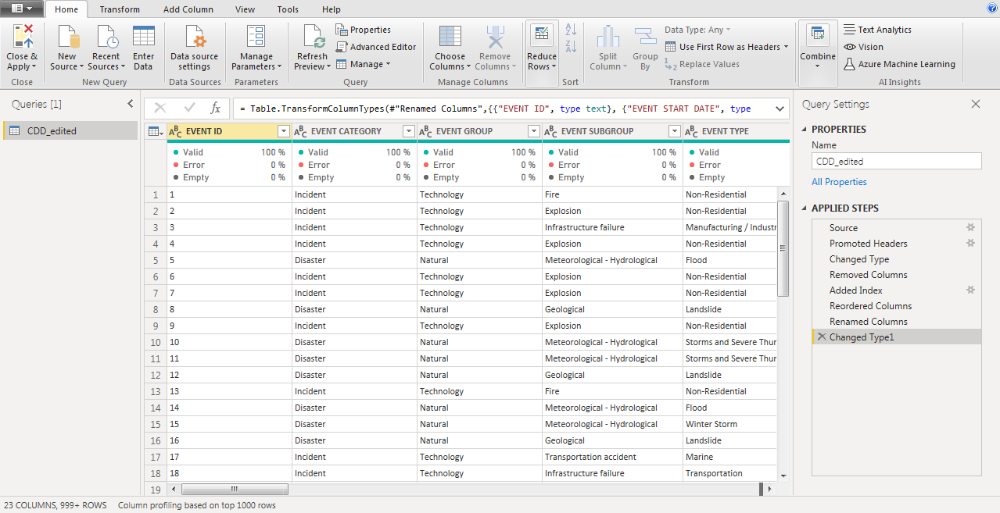 Home Transform Add Column View Tools Help
Close & Apply
New Source
Recent Sources
Enter Data
Data source settings
Manage Parameters
Refresh Preview
Properties
Advanced Editor
Manage
Choose Columns
Remove Columns
Reduce Rows
Split Column
Group By
Data Type: Any
Use First Row as Headers
Replace Values
Combine
Text Analytics
Vision
Azure Machine Learning
Close New Query Data Sources Parameters Query Manage Columns Sort Transform AI Insights
Queries [1]
CDD_edited
fx = Table.TransformColumnTypes(#"Renamed Columns",{{"EVENT ID", type text}, {"EVENT START DATE", type
ABC EVENT ID ABC EVENT CATEGORY ABC EVENT GROUP ABC EVENT SUBGROUP ABC EVENT TYPE
Valid 100 % Valid 100 % Valid 100 % Valid 100 % Valid
Error 0 % Error 0 % Error 0 % Error 0 % Error
Empty 0 % Empty 0 % Empty 0 % Empty 0 % Empty
1 1 Incident Technology Fire Non-Residential
2 2 Incident Technology Explosion Non-Residential
3 3 Incident Technology Infrastructure failure Manufacturing / Industr
4 4 Incident Technology Explosion Non-Residential
5 5 Disaster Natural Meteorological - Hydrological Flood
6 6 Incident Technology Explosion Non-Residential
7 7 Incident Technology Explosion Non-Residential
8 8 Disaster Natural Geological Landslide
9 9 Incident Technology Explosion Non-Residential
10 10 Disaster Natural Meteorological - Hydrological Storms and Severe Thur
11 11 Disaster Natural Meteorological - Hydrological Storms and Severe Thur
12 12 Disaster Natural Geological Landslide
13 13 Incident Technology Fire Non-Residential
14 14 Disaster Natural Meteorological - Hydrological Flood
15 15 Disaster Natural Meteorological - Hydrological Winter Storm
16 16 Disaster Natural Geological Landslide
17 17 Incident Technology Transportation accident Marine
18 18 Incident Technology Infrastructure failure Transportation
19
Query Settings
PROPERTIES
Name
CDD_edited
All Properties
APPLIED STEPS
Source
Promoted Headers
Changed Type
Removed Columns
Added Index
Reordered Columns
Renamed Columns
Changed Type1
23 COLUMNS, 999+ ROWS Column profiling based on top 1000 rows